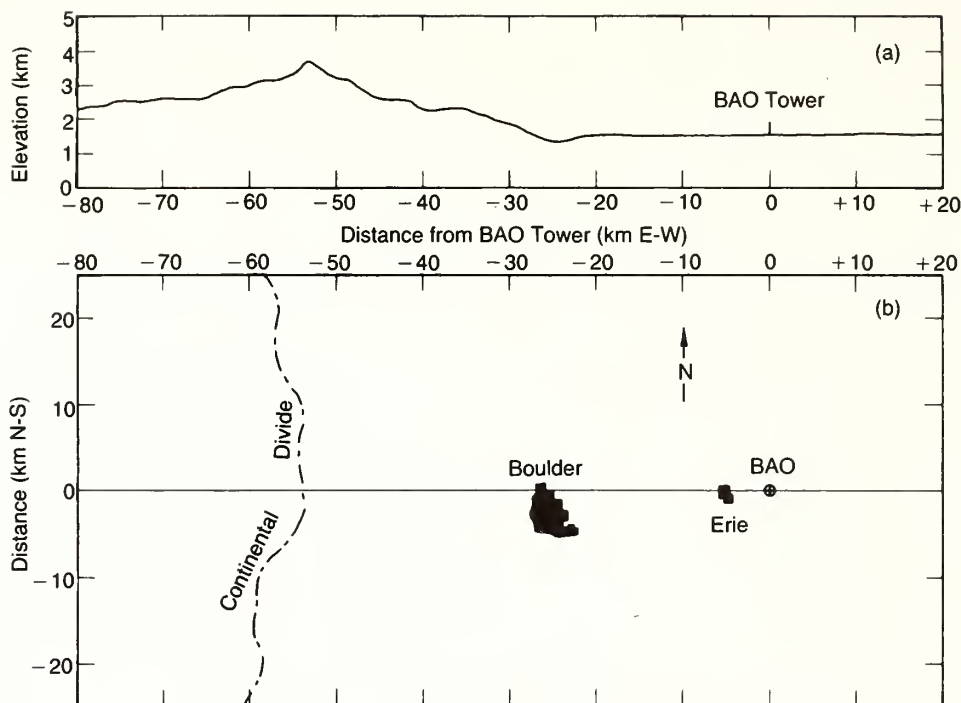 5
4
3
2
1
0
Elevation (km)
(a)
BAO Tower
−80 −70 −60 −50 −40 −30 −20 −10 0 +10 +20
Distance from BAO Tower (km E-W)
−80 −70 −60 −50 −40 −30 −20 −10 0 +10 +20
(b)
20
10
0
−10
−20
Distance (km N-S)
N
Divide
Continental
Boulder
BAO
Erie